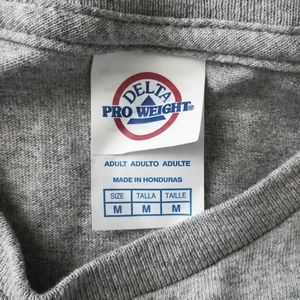 DELTA
PRO WEIGHT®
ADULT ADULTO ADULTE
MADE IN HONDURAS
SIZE TALLA TAILLE
M M M